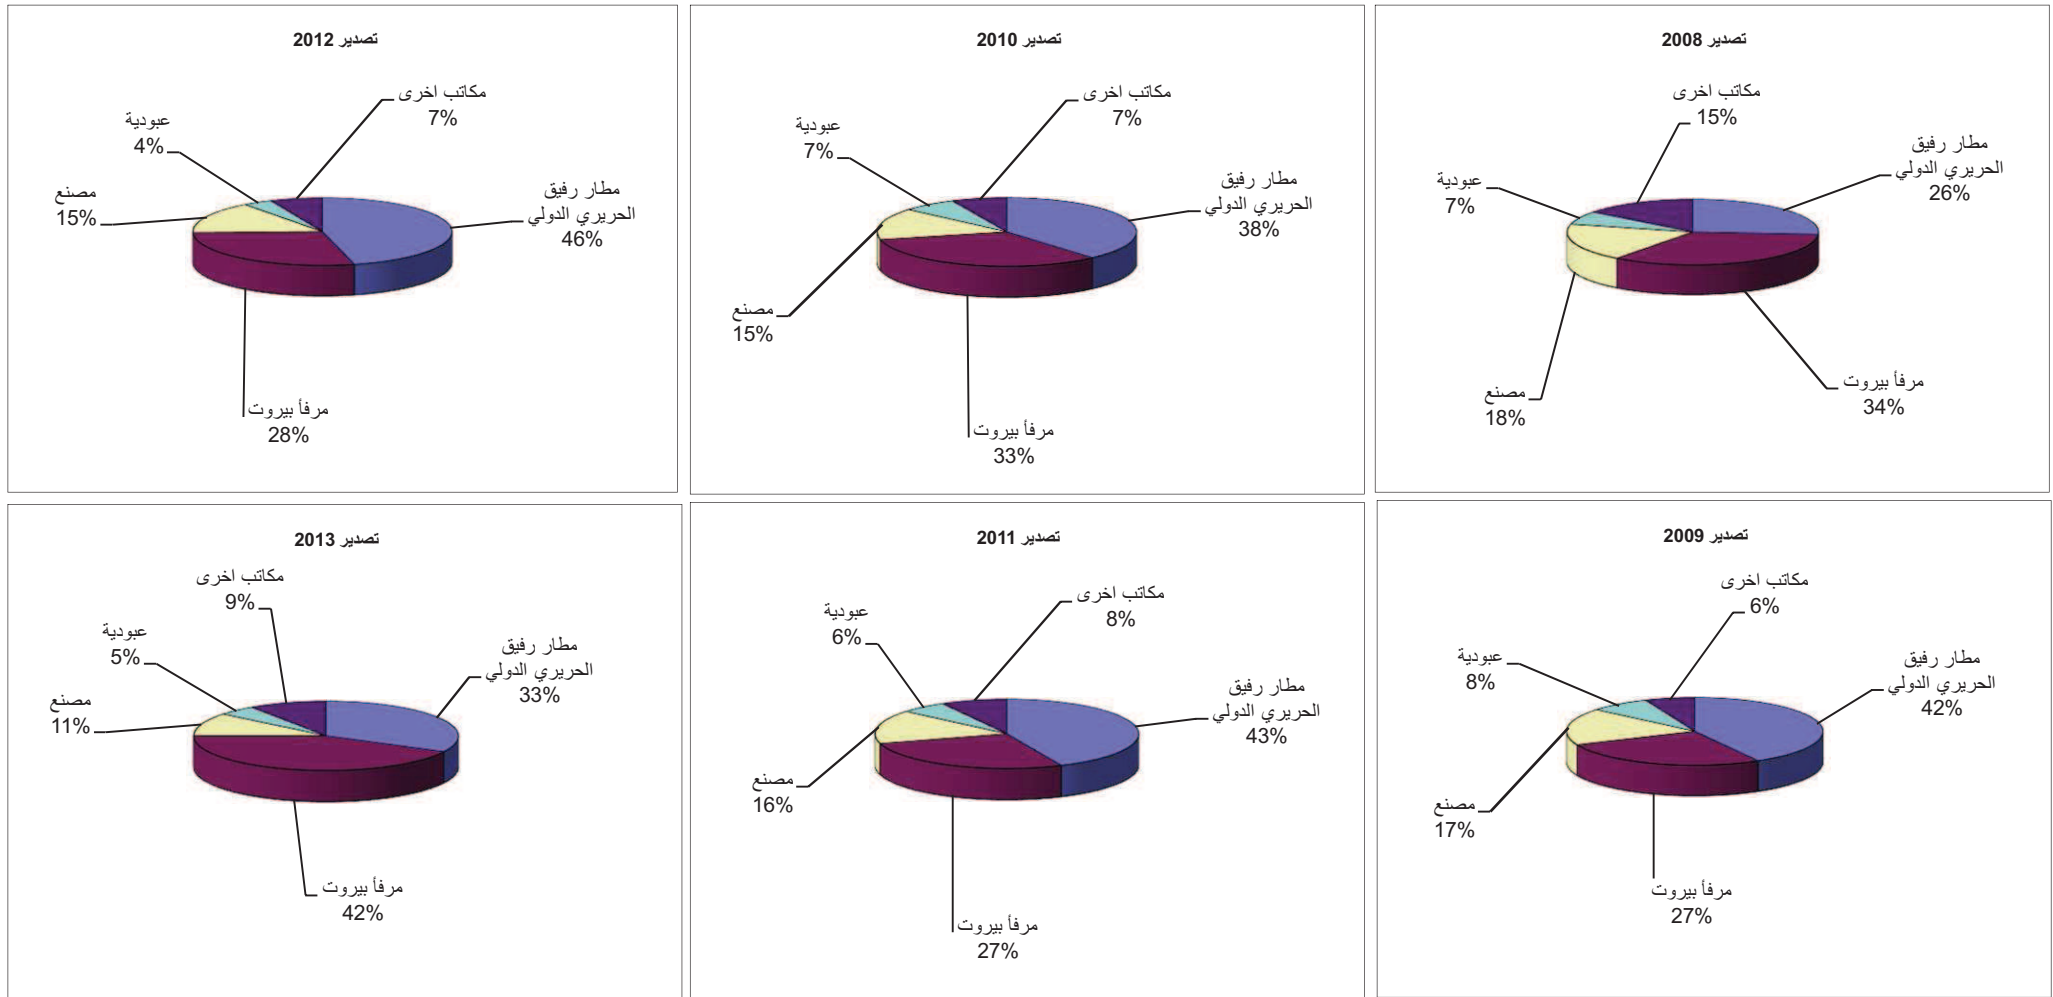 تصدير 2008
مكاتب اخرى
15%
مطار رفيق
الحريري الدولي
26%
عبودية
7%
مصنع
18%
مرفأ بيروت
34%
تصدير 2010
مكاتب اخرى
7%
عبودية
7%
مطار رفيق
الحريري الدولي
38%
مصنع
15%
مرفأ بيروت
33%
تصدير 2012
مكاتب اخرى
7%
عبودية
4%
مطار رفيق
الحريري الدولي
46%
مصنع
15%
مرفأ بيروت
28%
تصدير 2009
مكاتب اخرى
6%
مطار رفيق
الحريري الدولي
42%
عبودية
8%
مصنع
17%
مرفأ بيروت
27%
تصدير 2011
مكاتب اخرى
8%
عبودية
6%
مطار رفيق
الحريري الدولي
43%
مصنع
16%
مرفأ بيروت
27%
تصدير 2013
مكاتب اخرى
9%
عبودية
5%
مطار رفيق
الحريري الدولي
33%
مصنع
11%
مرفأ بيروت
42%